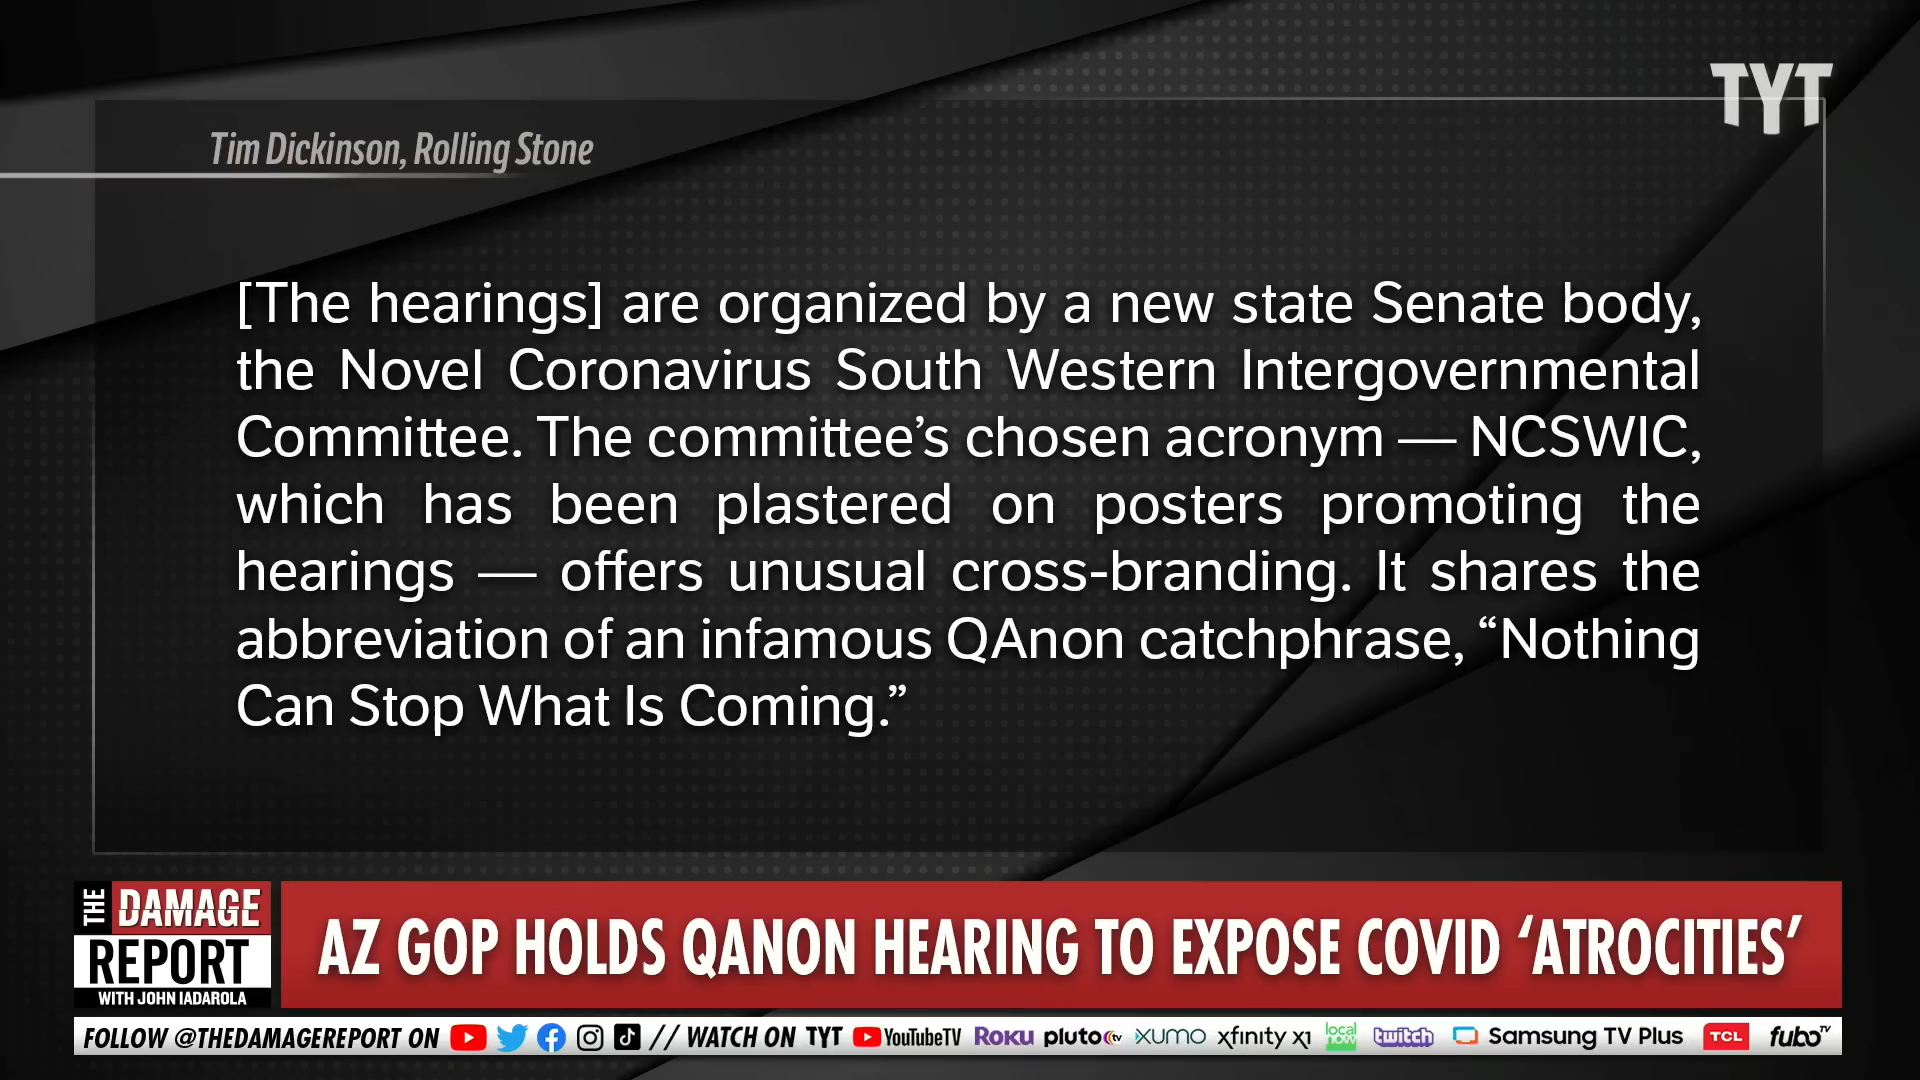 TYT
Tim Dickinson, Rolling Stone
[The hearings] are organized by a new state Senate body,
the Novel Coronavirus South Western Intergovernmental
Committee. The committee’s chosen acronym — NCSWIC,
which has been plastered on posters promoting the
hearings — offers unusual cross-branding. It shares the
abbreviation of an infamous QAnon catchphrase, “Nothing
Can Stop What Is Coming.”
THE DAMAGE
REPORT
WITH JOHN IADAROLA
AZ GOP HOLDS QANON HEARING TO EXPOSE COVID ‘ATROCITIES’
FOLLOW @THEDAMAGEREPORT ON // WATCH ON TYT YouTubeTV ROKU pluto tv XUMO xfinity x1 local now twitch Samsung TV Plus TCL fubo TV